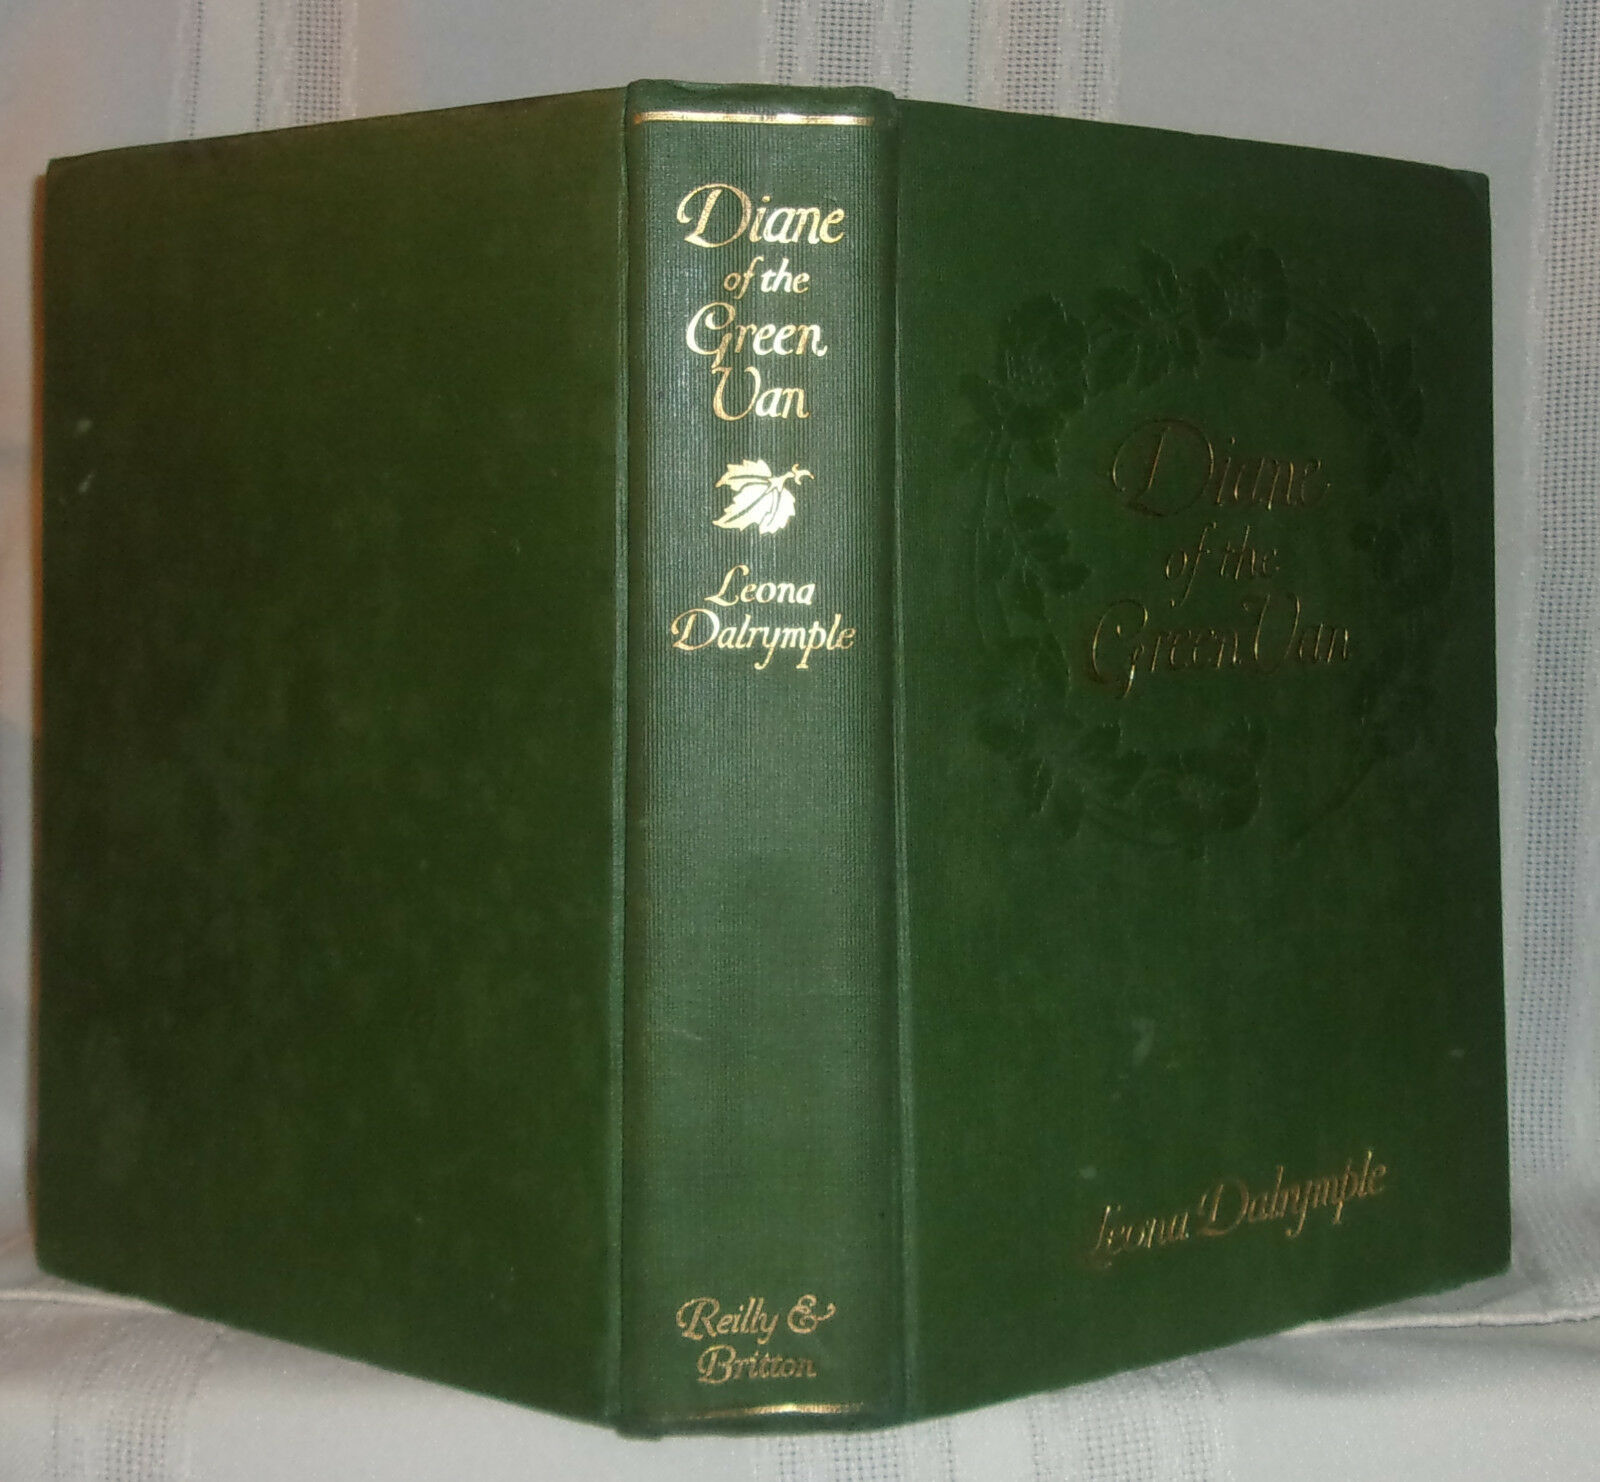 Diane
of the
Green
Van
Leona
Dalrymple
Reilly &
Britton
Diane
of the
Green Van
Leona Dalrymple